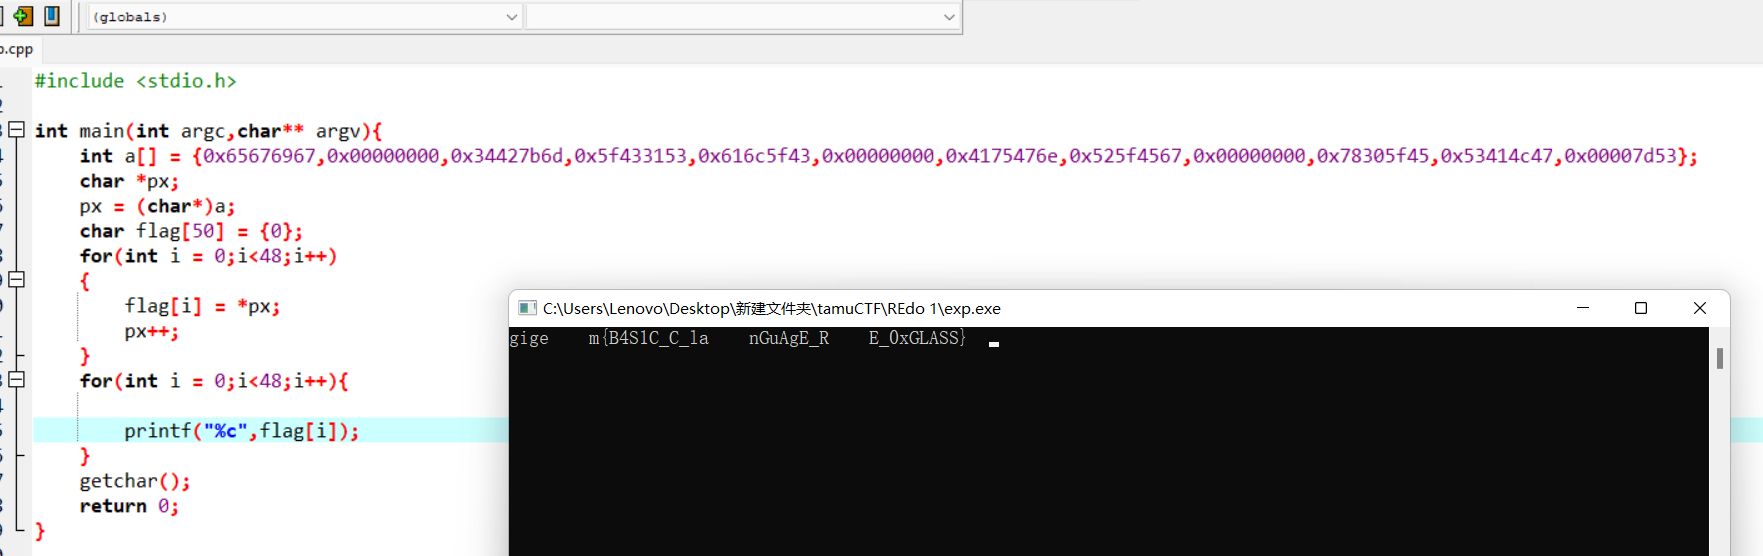 (globals)
.cpp
#include <stdio.h>
int main(int argc,char** argv){
int a[] = {0x65676967,0x00000000,0x34427b6d,0x5f433153,0x616c5f43,0x00000000,0x4175476e,0x525f4567,0x00000000,0x78305f45,0x53414c47,0x00007d53};
char *px;
px = (char*)a;
char flag[50] = {0};
for(int i = 0;i<48;i++)
{
flag[i] = *px;
px++;
}
for(int i = 0;i<48;i++){
printf("%c",flag[i]);
}
getchar();
return 0;
}
C:\Users\Lenovo\Desktop\新建文件夹\tamuCTF\REdo 1\exp.exe
gige    m{B4S1C_C_la    nGuAgE_R    E_0xGLASS}